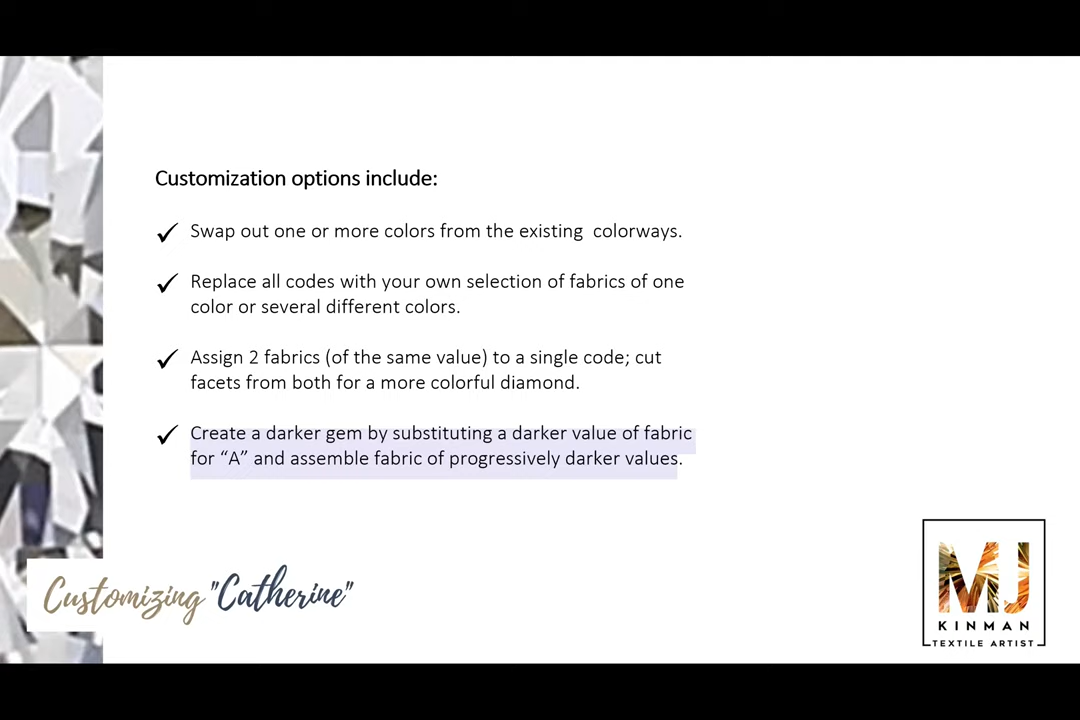 Customization options include:
✓ Swap out one or more colors from the existing  colorways.
✓ Replace all codes with your own selection of fabrics of one
color or several different colors.
✓ Assign 2 fabrics (of the same value) to a single code; cut
facets from both for a more colorful diamond.
✓ Create a darker gem by substituting a darker value of fabric
for “A” and assemble fabric of progressively darker values.
Customizing "Catherine"
MJ
KINMAN
TEXTILE ARTIST